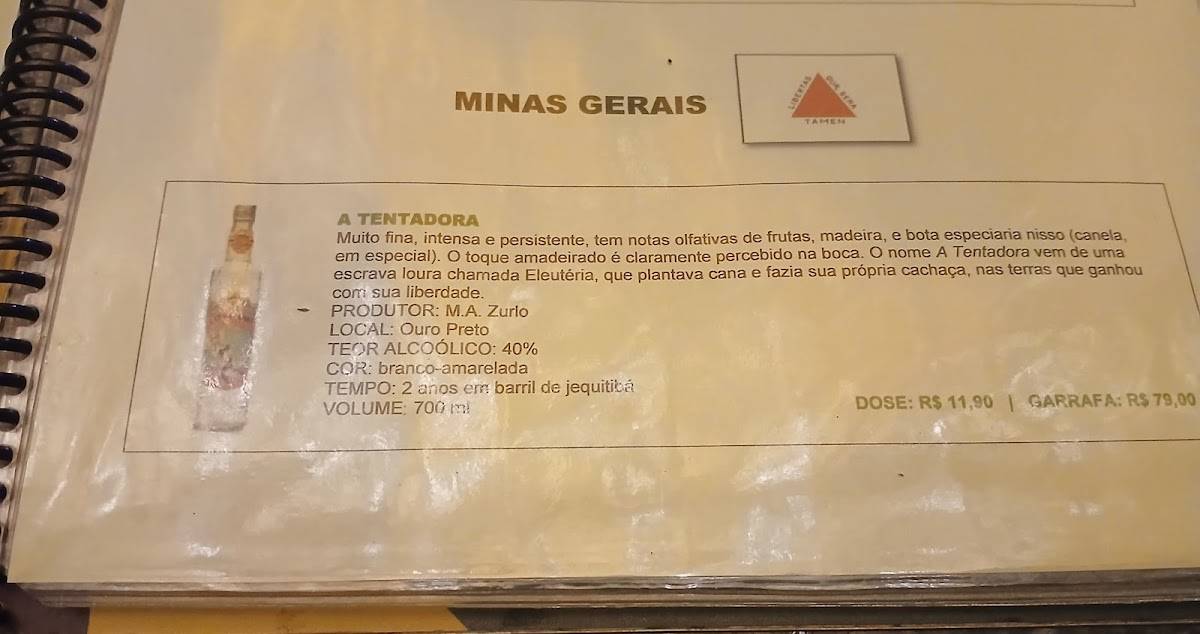 MINAS GERAIS
LIBERTAS QUÆ SERA
TAMEN
A TENTADORA
Muito fina, intensa e persistente, tem notas olfativas de frutas, madeira, e bota especiaria nisso (canela,
em especial). O toque amadeirado é claramente percebido na boca. O nome A Tentadora vem de uma
escrava loura chamada Eleutéria, que plantava cana e fazia sua própria cachaça, nas terras que ganhou
com sua liberdade.
PRODUTOR: M.A. Zurlo
LOCAL: Ouro Preto
TEOR ALCOÓLICO: 40%
COR: branco-amarelada
TEMPO: 2 anos em barril de jequitibá
VOLUME: 700 ml
DOSE: R$ 11,90 | GARRAFA: R$ 79,00